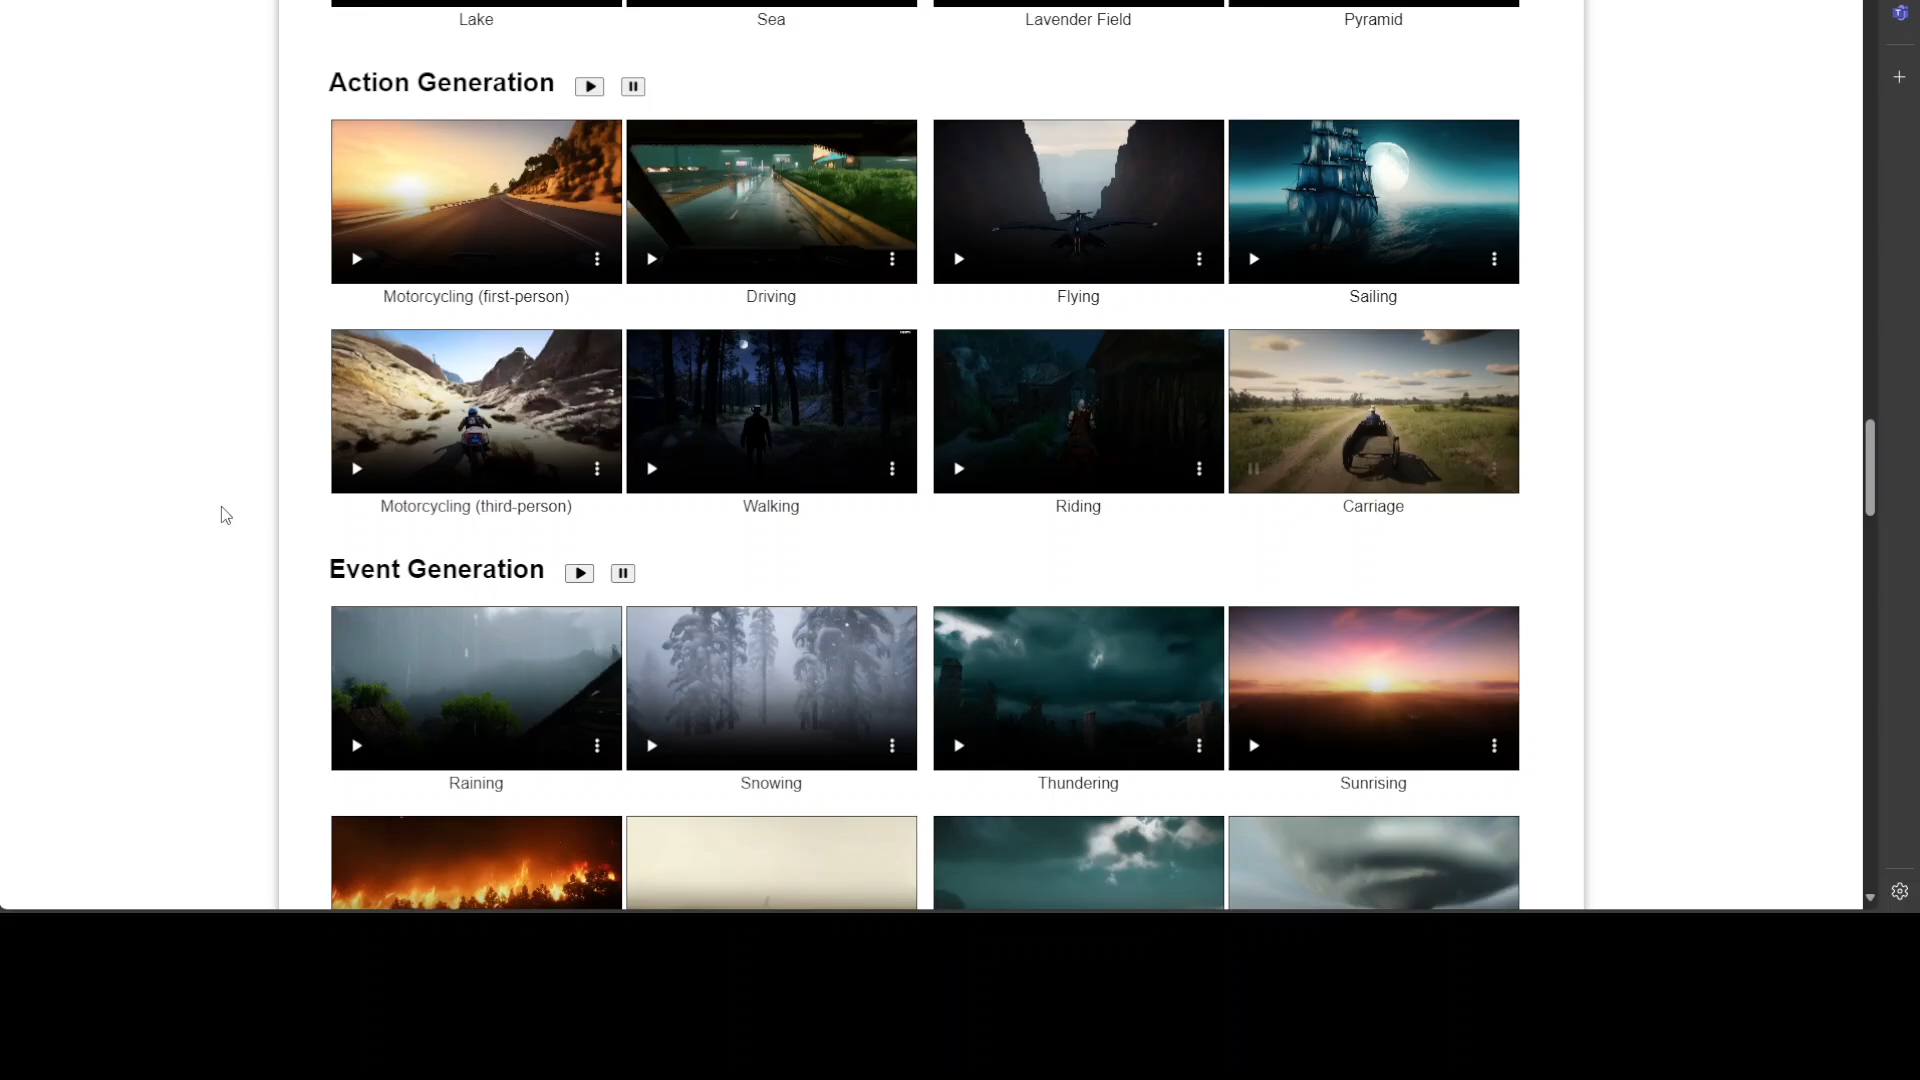 Lake Sea Lavender Field Pyramid
Action Generation
Motorcycling (first-person) Driving Flying Sailing
Motorcycling (third-person) Walking Riding Carriage
Event Generation
Raining Snowing Thundering Sunrising